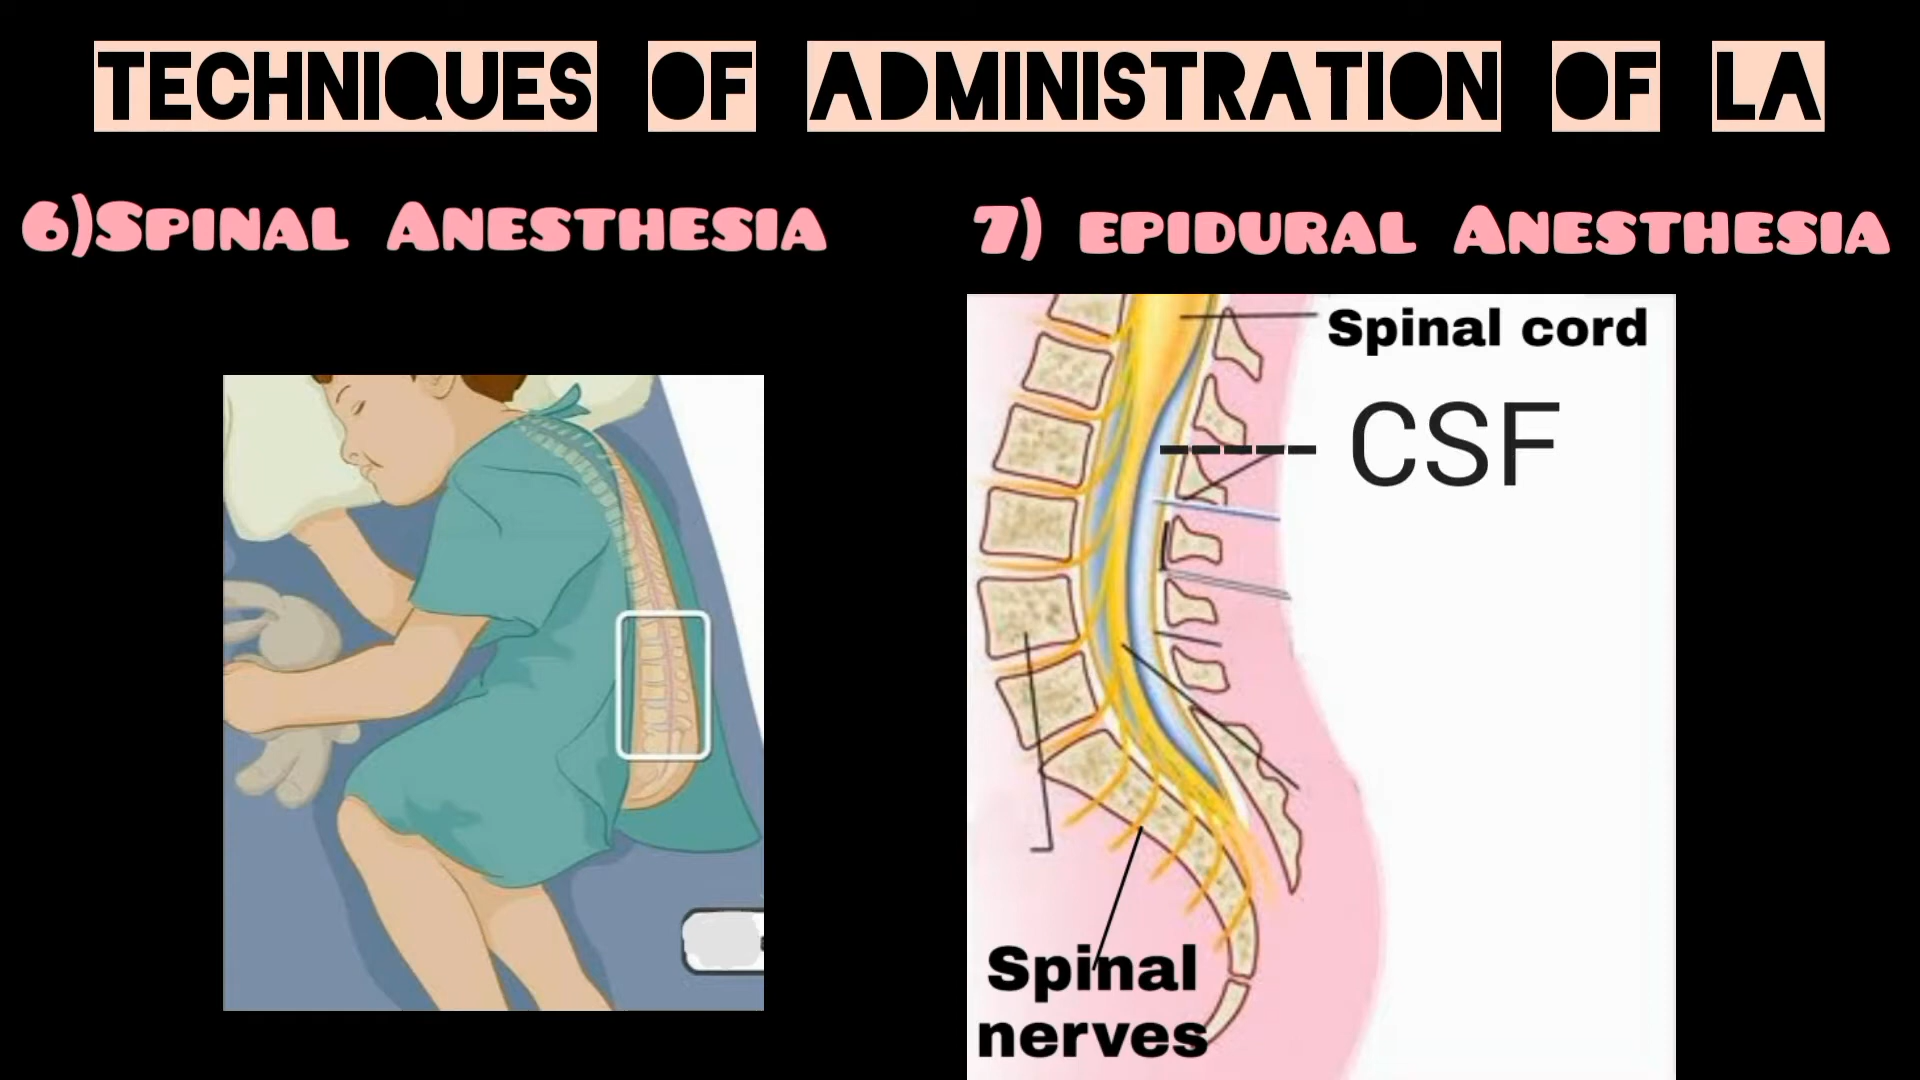 TECHNIQUES OF ADMINISTRATION OF LA
6)SPINAL ANESTHESIA
7) EPIDURAL ANESTHESIA
Spinal cord
CSF
Spinal
nerves